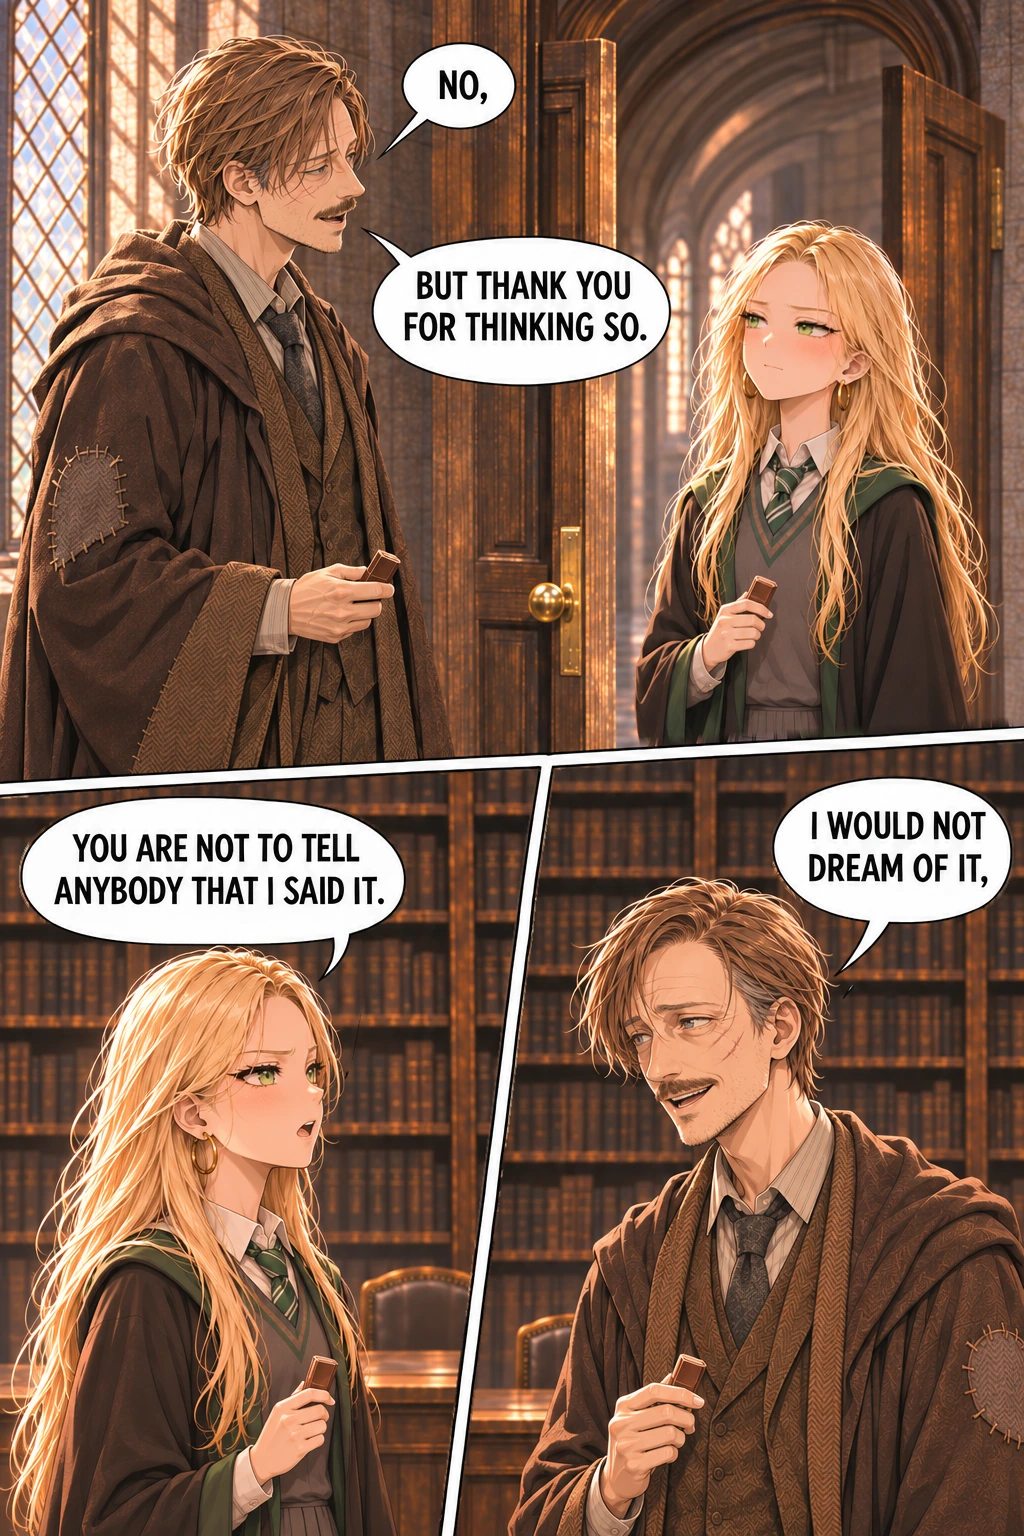 NO,
BUT THANK YOU
FOR THINKING SO.
YOU ARE NOT TO TELL
ANYBODY THAT I SAID IT.
I WOULD NOT
DREAM OF IT,